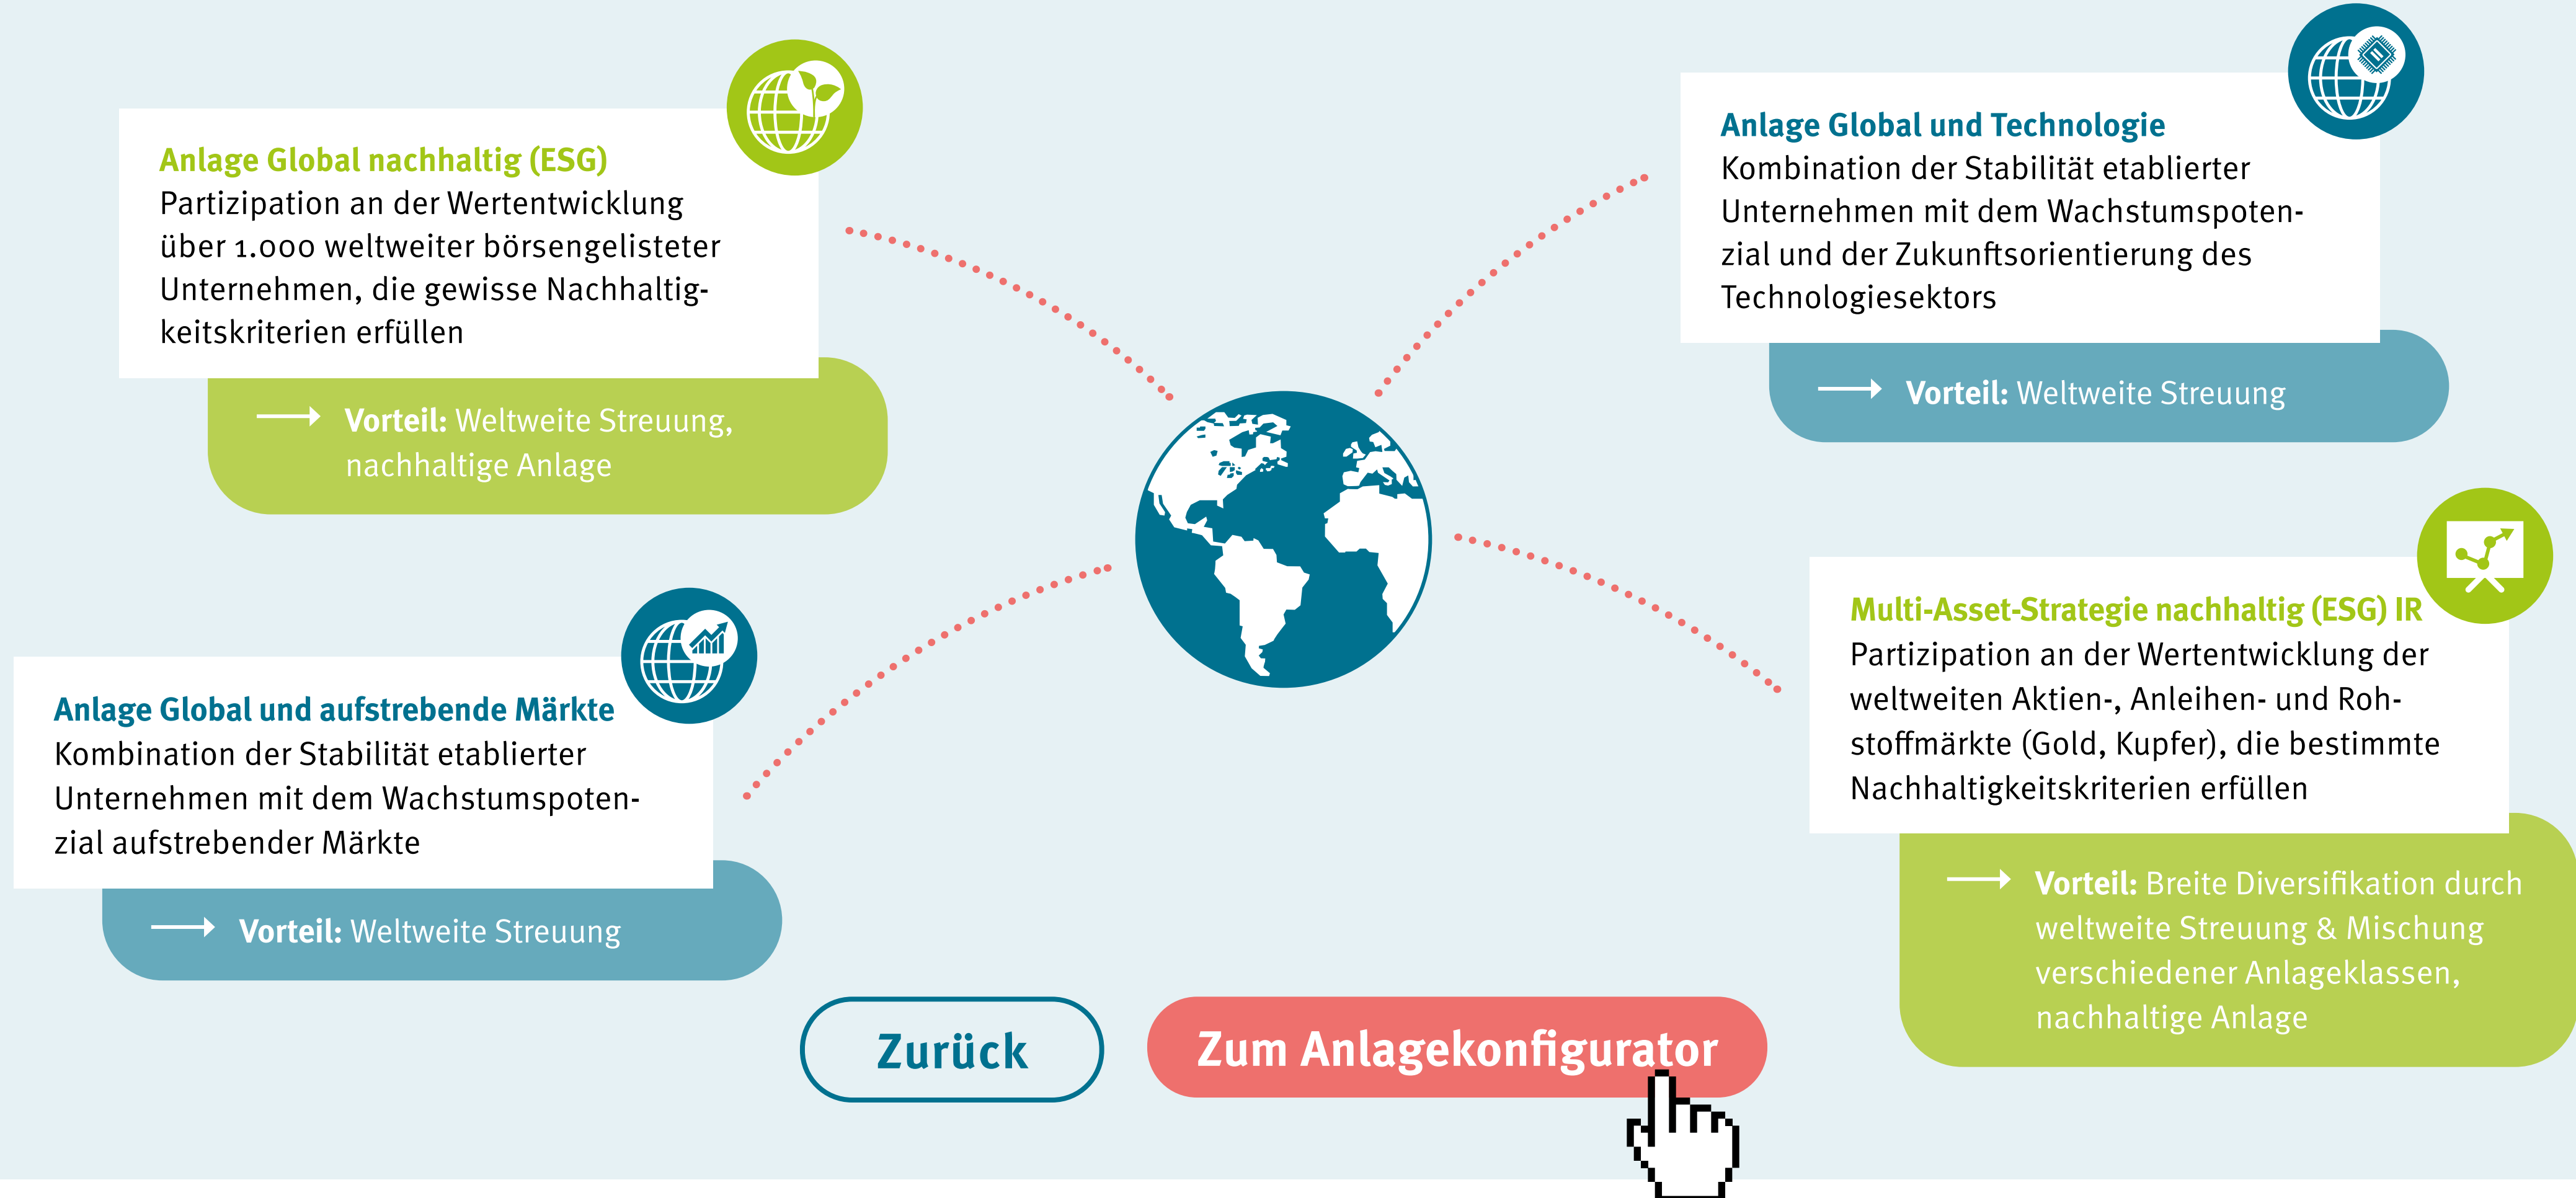 Anlage Global nachhaltig (ESG)
Partizipation an der Wertentwicklung
über 1.000 weltweiter börsengelisteter
Unternehmen, die gewisse Nachhaltig-
keitskriterien erfüllen
Vorteil: Weltweite Streuung,
nachhaltige Anlage
Anlage Global und Technologie
Kombination der Stabilität etablierter
Unternehmen mit dem Wachstumspoten-
zial und der Zukunftsorientierung des
Technologiesektors
Vorteil: Weltweite Streuung
Anlage Global und aufstrebende Märkte
Kombination der Stabilität etablierter
Unternehmen mit dem Wachstumspoten-
zial aufstrebender Märkte
Vorteil: Weltweite Streuung
Multi-Asset-Strategie nachhaltig (ESG) IR
Partizipation an der Wertentwicklung der
weltweiten Aktien-, Anleihen- und Roh-
stoffmärkte (Gold, Kupfer), die bestimmte
Nachhaltigkeitskriterien erfüllen
Vorteil: Breite Diversifikation durch
weltweite Streuung & Mischung
verschiedener Anlageklassen,
nachhaltige Anlage
Zurück
Zum Anlagekonfigurator